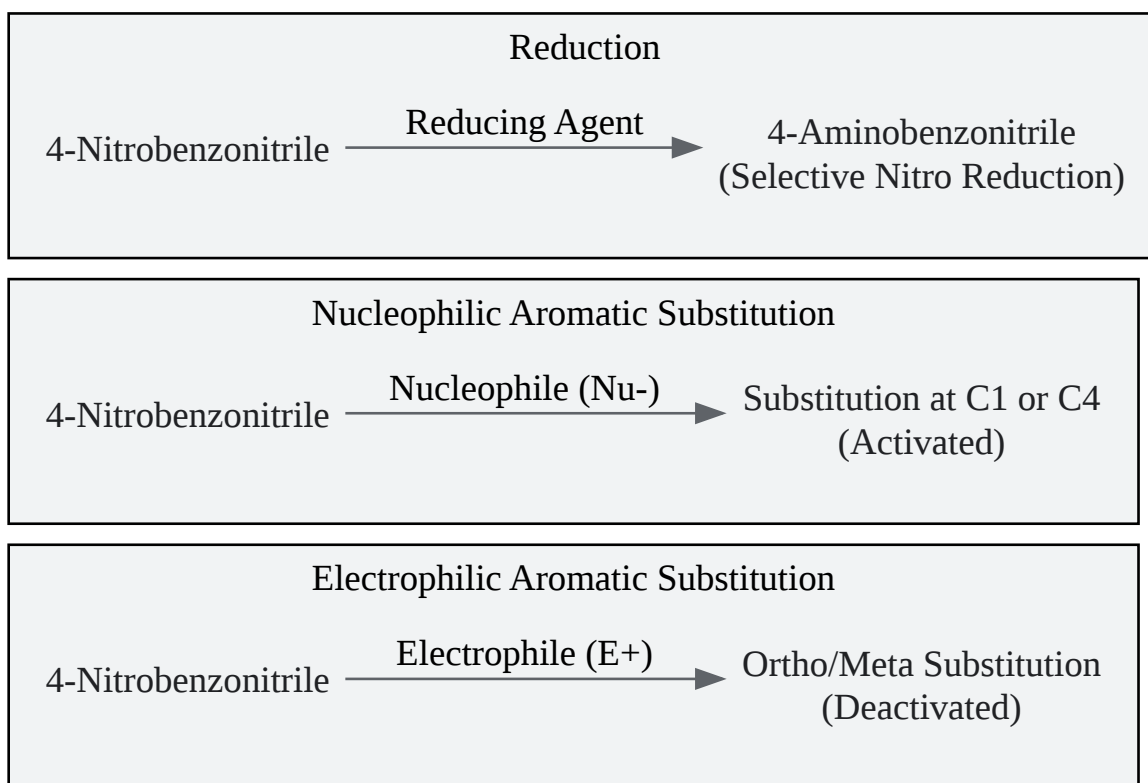 Reduction
Reducing Agent
4-Nitrobenzonitrile
4-Aminobenzonitrile
(Selective Nitro Reduction)
Nucleophilic Aromatic Substitution
Nucleophile (Nu-)
4-Nitrobenzonitrile
Substitution at C1 or C4
(Activated)
Electrophilic Aromatic Substitution
Electrophile (E+)
4-Nitrobenzonitrile
Ortho/Meta Substitution
(Deactivated)